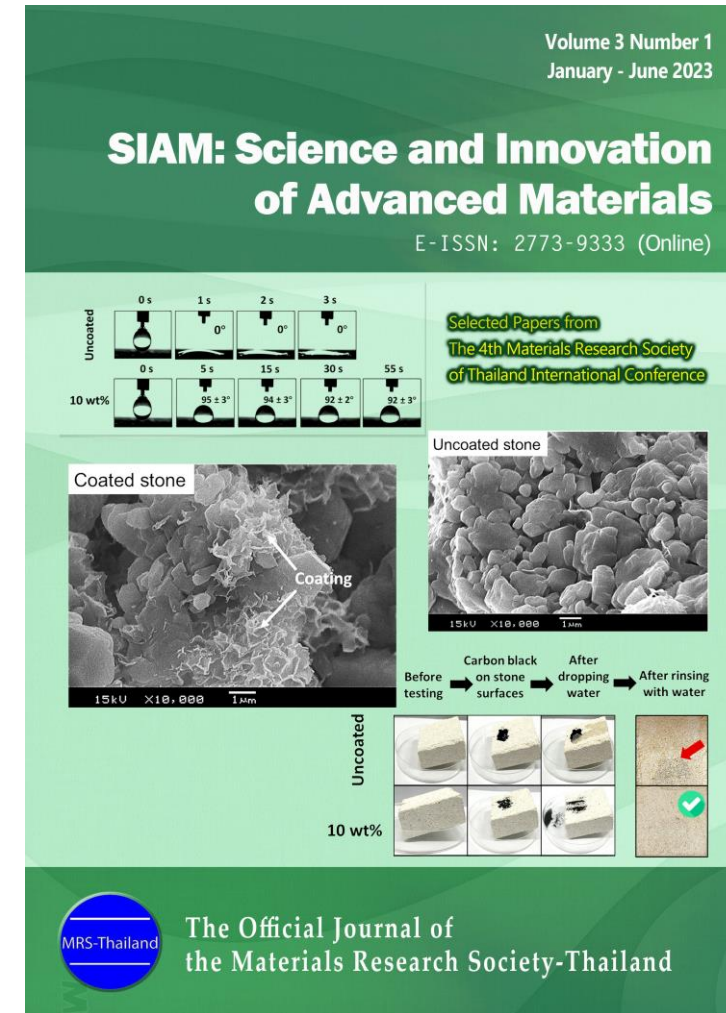 Volume 3 Number 1
January - June 2023
SIAM: Science and Innovation
of Advanced Materials
E-ISSN: 2773-9333 (Online)
0 s 1 s 2 s 3 s
Uncoated
0° 0° 0°
0 s 5 s 15 s 30 s 55 s
10 wt%
95 ± 3° 94 ± 3° 92 ± 2° 92 ± 3°
Selected Papers from
The 4th Materials Research Society
of Thailand International Conference
Uncoated stone
15kU X10,000 1µm
Coated stone
Coating
15kU X10,000 1µm
Before
testing
Carbon black
on stone
surfaces
After
dropping
water
After rinsing
with water
Uncoated
10 wt%
MRS-Thailand
The Official Journal of
the Materials Research Society-Thailand
M